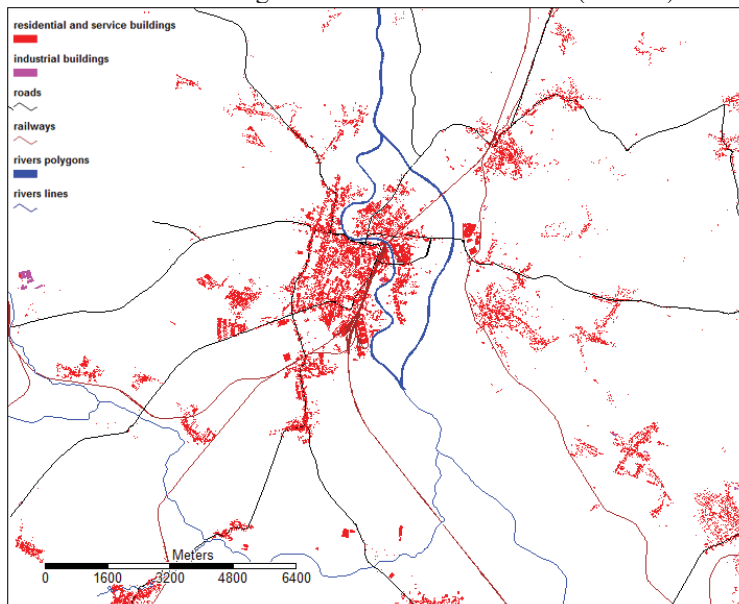 residential and service buildings
industrial buildings
roads
railways
rivers polygons
rivers lines
Meters
0 1600 3200 4800 6400